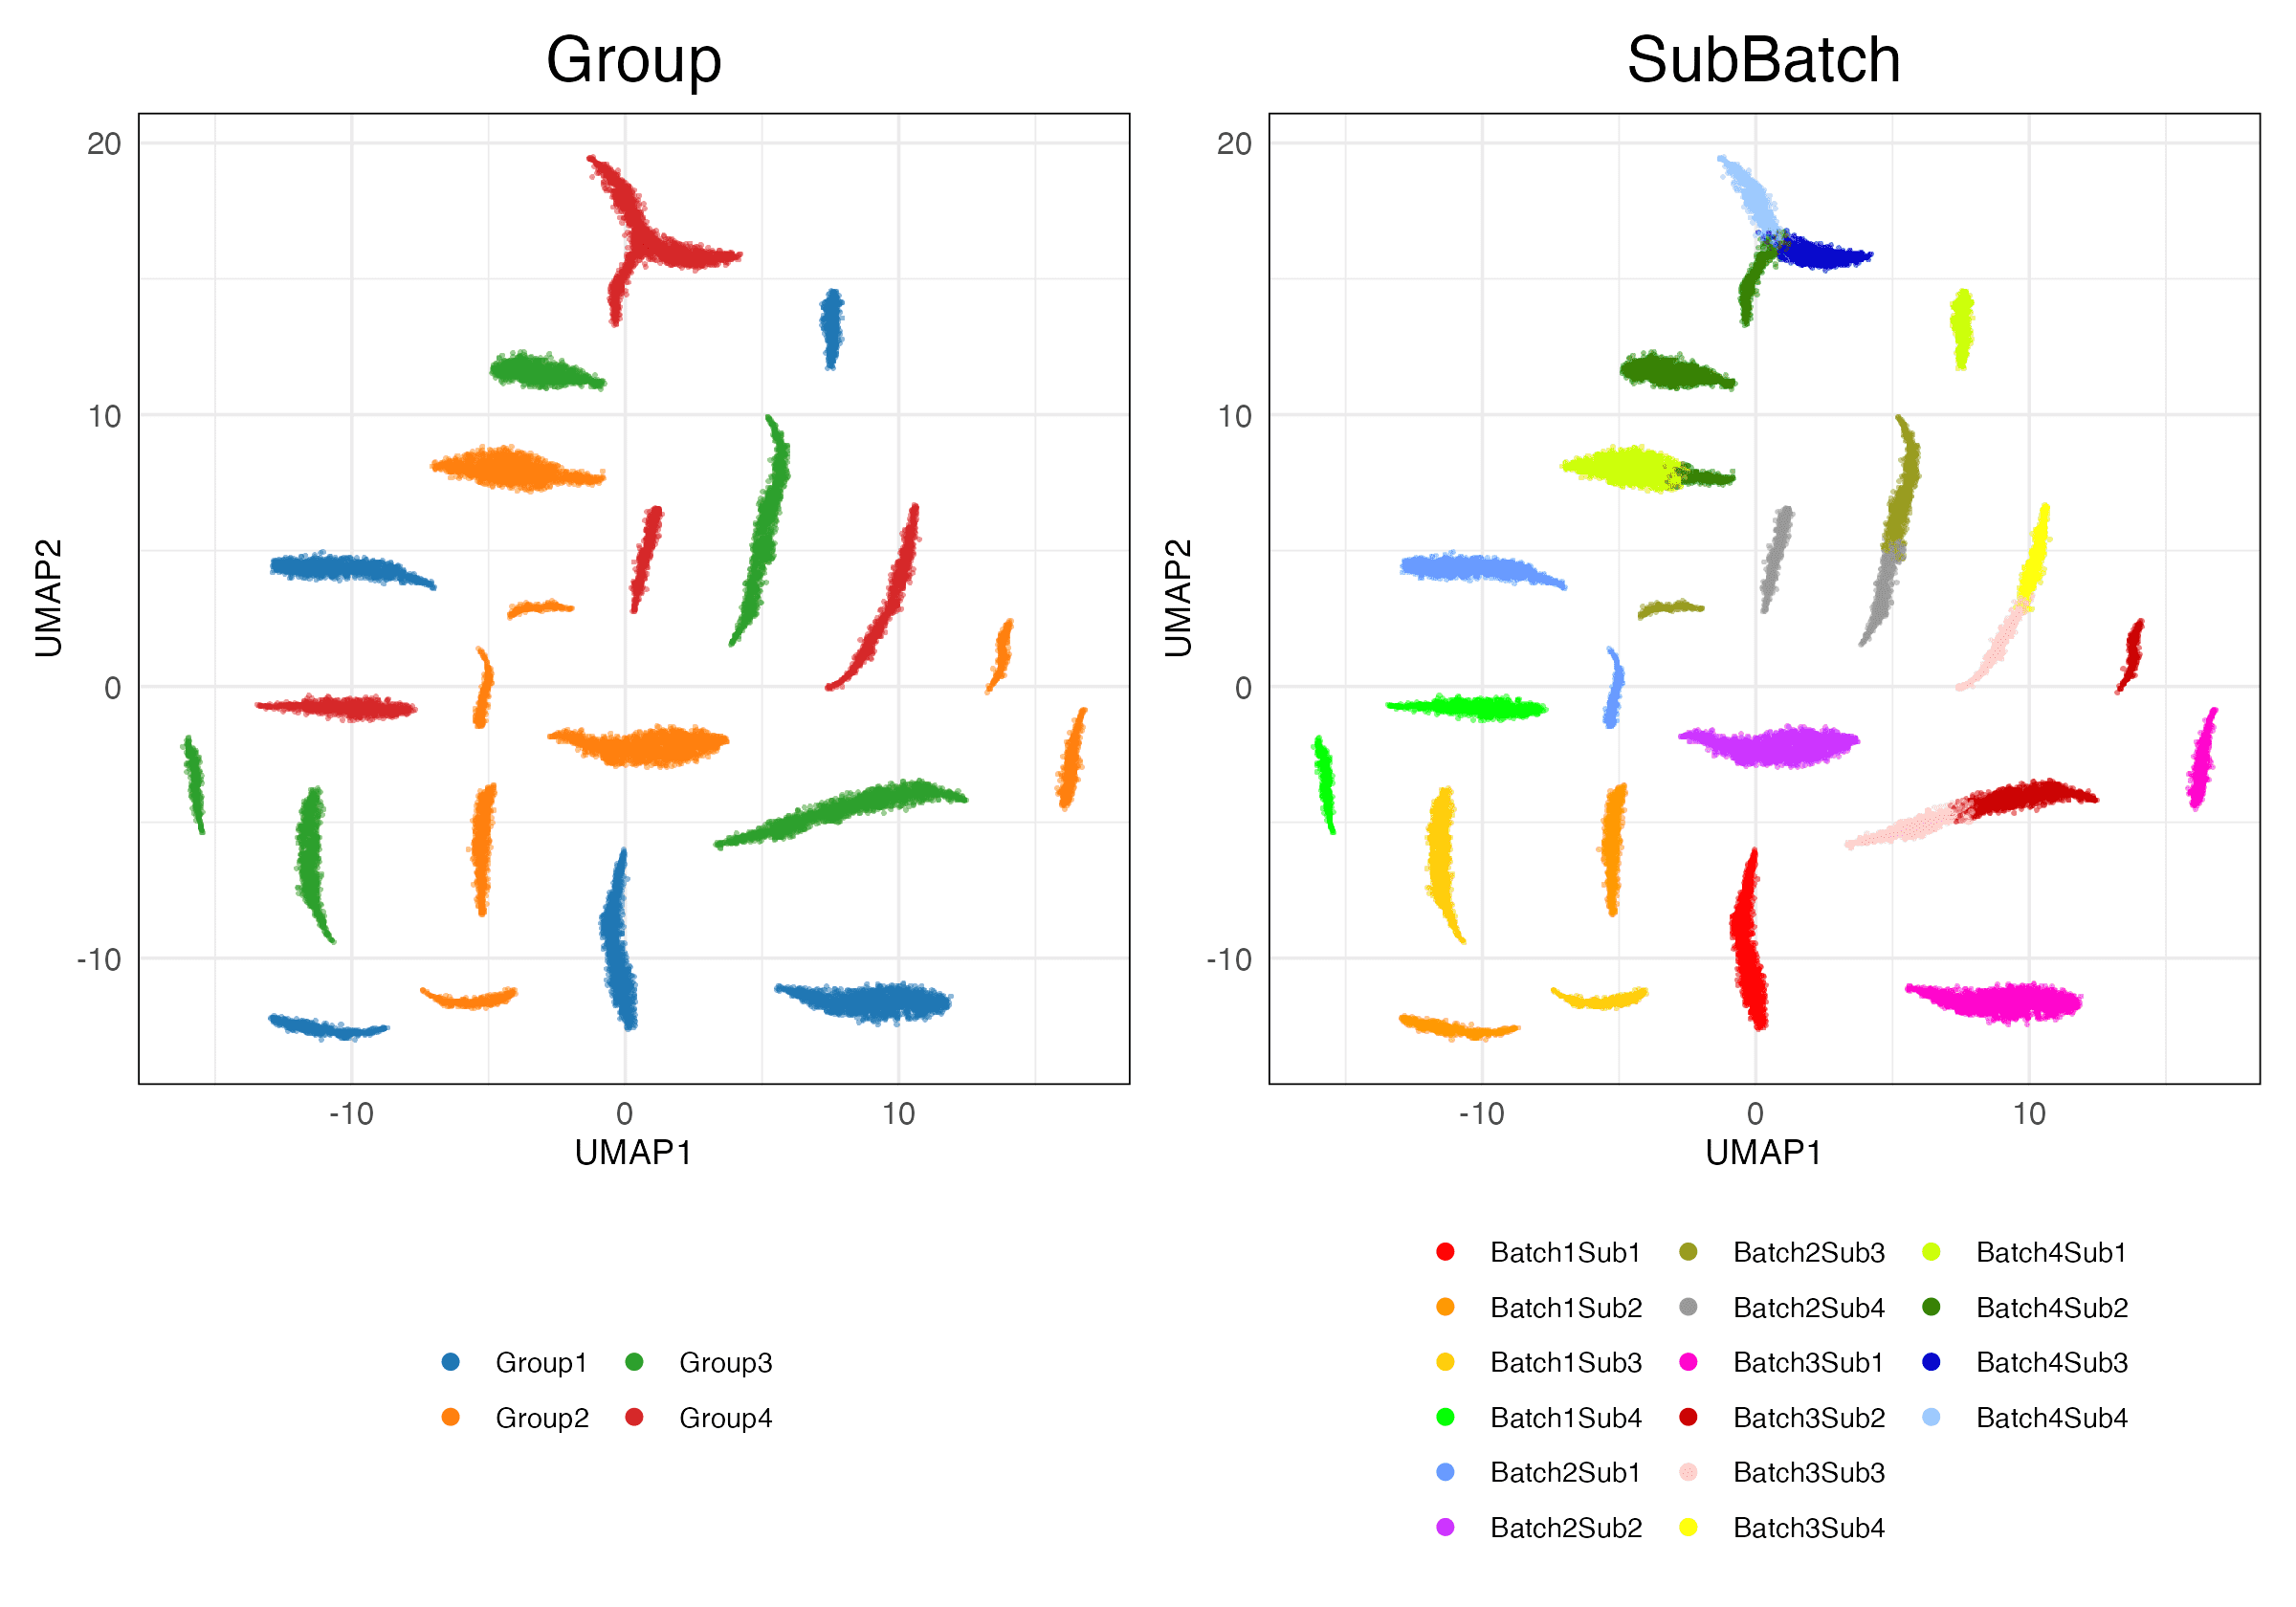 Group
SubBatch
20
10
0
-10
UMAP2
-10 0 10
UMAP1
20
10
0
-10
UMAP2
-10 0 10
UMAP1
Group1 Group3
Group2 Group4
Batch1Sub1 Batch2Sub3 Batch4Sub1
Batch1Sub2 Batch2Sub4 Batch4Sub2
Batch1Sub3 Batch3Sub1 Batch4Sub3
Batch1Sub4 Batch3Sub2 Batch4Sub4
Batch2Sub1 Batch3Sub3
Batch2Sub2 Batch3Sub4